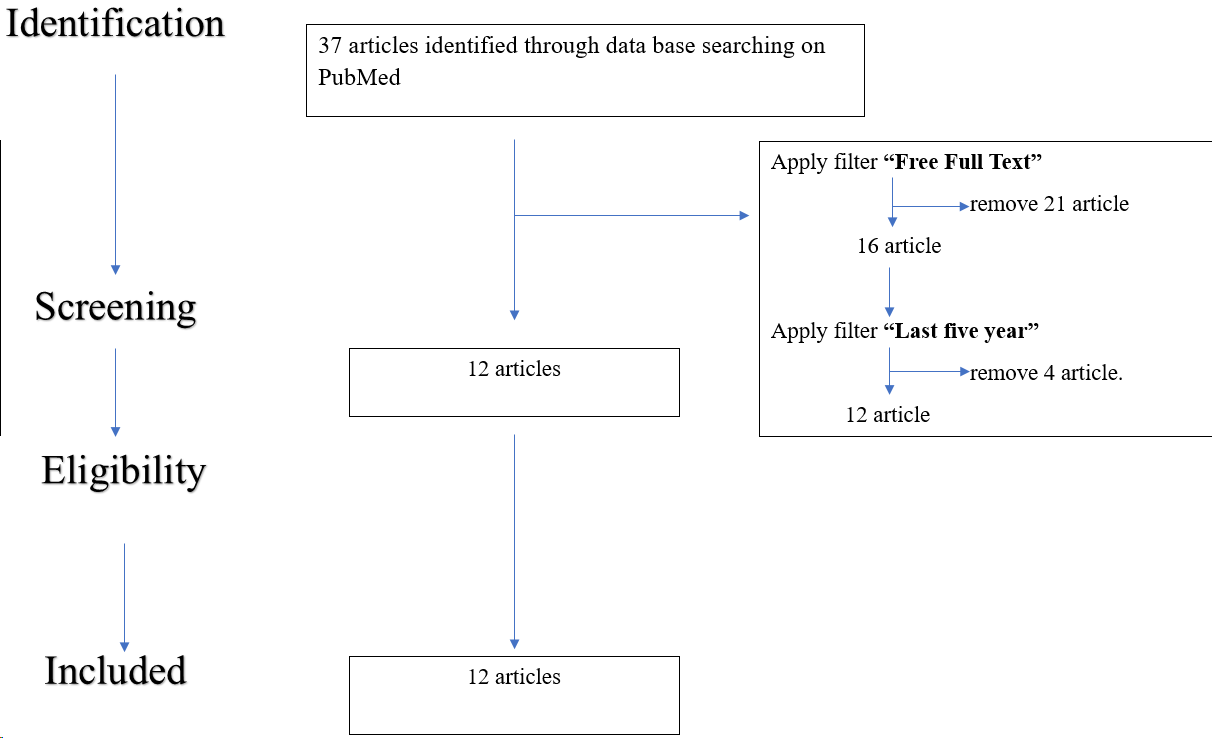 Identification
37 articles identified through data base searching on
PubMed
Apply filter “Free Full Text”
remove 21 article
16 article
Apply filter “Last five year”
remove 4 article.
12 article
Screening
12 articles
Eligibility
Included
12 articles